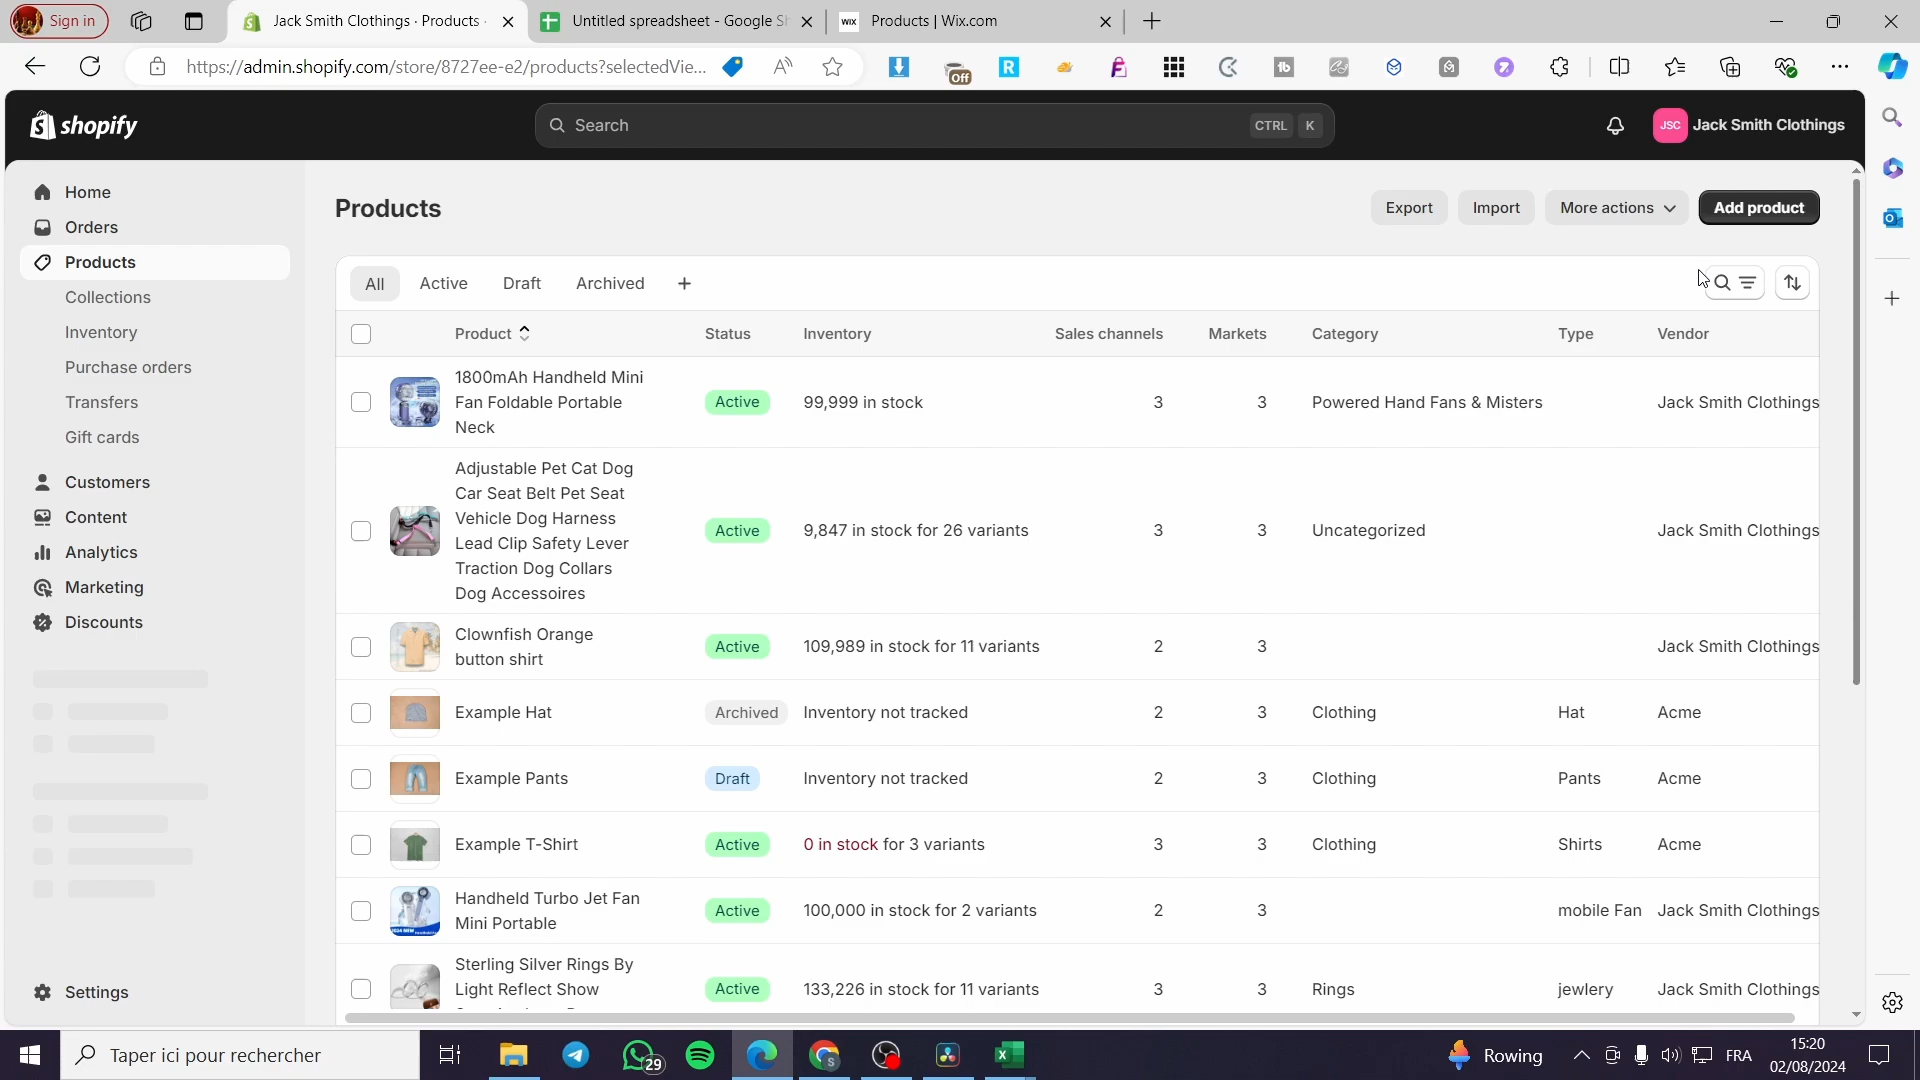 Sign in
Jack Smith Clothings · Products ·
Untitled spreadsheet - Google Sh
WIX Products | Wix.com
https://admin.shopify.com/store/8727ee-e2/products?selectedVie...
Off
shopify
Search
CTRL K
JSC Jack Smith Clothings
Home
Orders
Products
Collections
Inventory
Purchase orders
Transfers
Gift cards
Customers
Content
Analytics
Marketing
Discounts
Settings
Products
Export
Import
More actions
Add product
All
Active
Draft
Archived
Product
Status
Inventory
Sales channels
Markets
Category
Type
Vendor
1800mAh Handheld Mini
Fan Foldable Portable
Neck
Active
99,999 in stock
3
3
Powered Hand Fans & Misters
Jack Smith Clothings
Adjustable Pet Cat Dog
Car Seat Belt Pet Seat
Vehicle Dog Harness
Lead Clip Safety Lever
Traction Dog Collars
Dog Accessoires
Active
9,847 in stock for 26 variants
3
3
Uncategorized
Jack Smith Clothings
Clownfish Orange
button shirt
Active
109,989 in stock for 11 variants
2
3
Jack Smith Clothings
Example Hat
Archived
Inventory not tracked
2
3
Clothing
Hat
Acme
Example Pants
Draft
Inventory not tracked
2
3
Clothing
Pants
Acme
Example T-Shirt
Active
0 in stock for 3 variants
3
3
Clothing
Shirts
Acme
Handheld Turbo Jet Fan
Mini Portable
Active
100,000 in stock for 2 variants
2
3
mobile Fan
Jack Smith Clothings
Sterling Silver Rings By
Light Reflect Show
Active
133,226 in stock for 11 variants
3
3
Rings
jewlery
Jack Smith Clothings
Taper ici pour rechercher
29
Rowing
FRA
15:20
02/08/2024